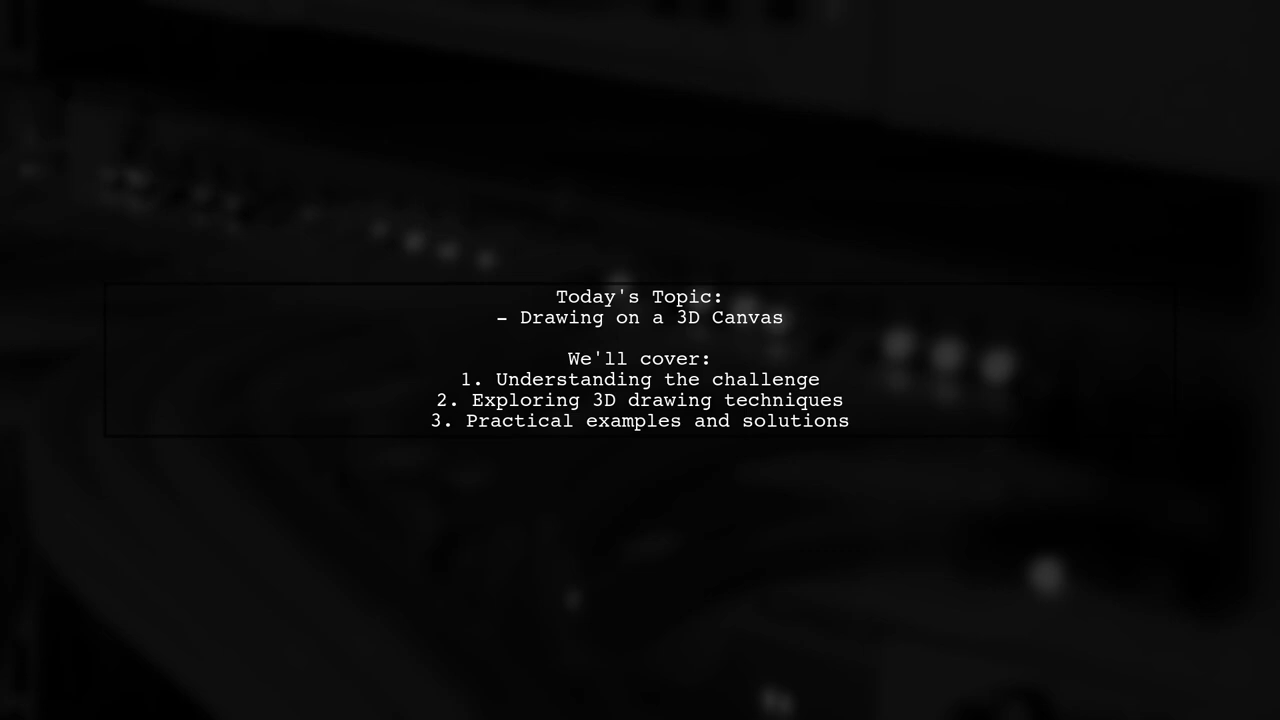 Today's Topic:
- Drawing on a 3D Canvas
We'll cover:
1. Understanding the challenge
2. Exploring 3D drawing techniques
3. Practical examples and solutions